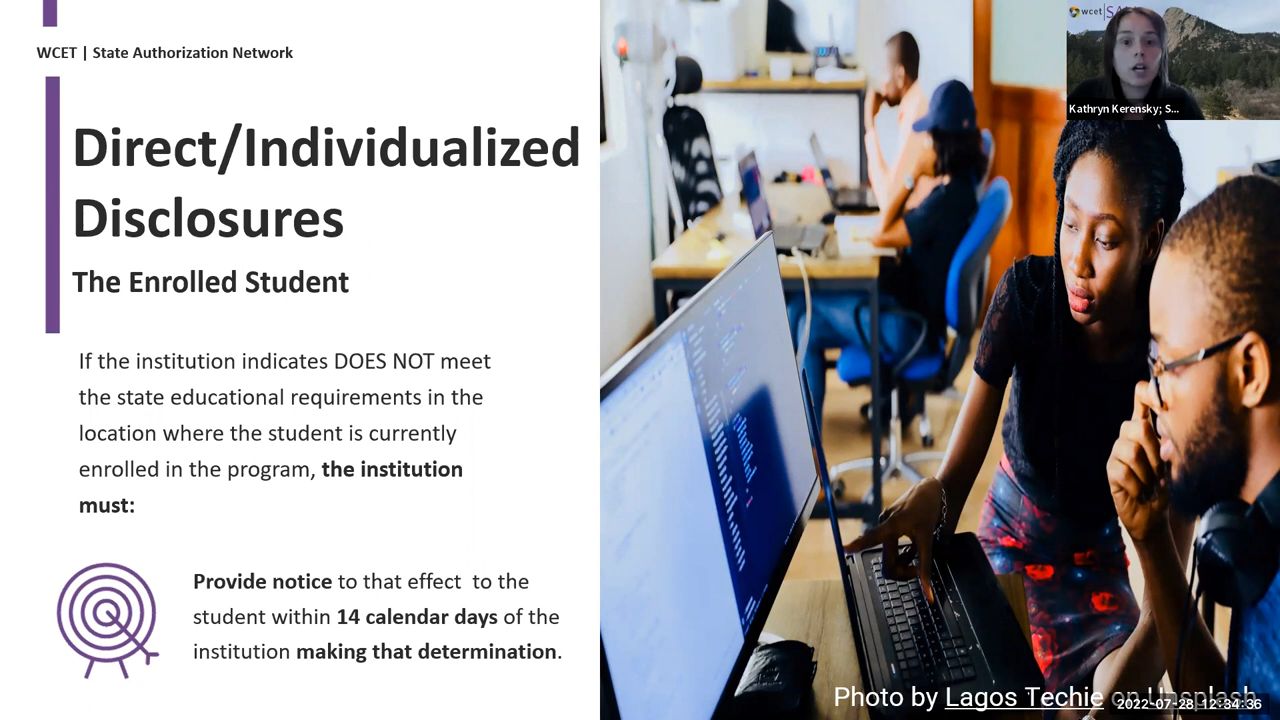 WCET | State Authorization Network
Direct/Individualized
Disclosures
The Enrolled Student
If the institution indicates DOES NOT meet
the state educational requirements in the
location where the student is currently
enrolled in the program, the institution
must:
Provide notice to that effect to the
student within 14 calendar days of the
institution making that determination.
wcet
Kathryn Kerensky; S...
Photo by Lagos Techie on Unsplash
2022-07-28 12:34:36